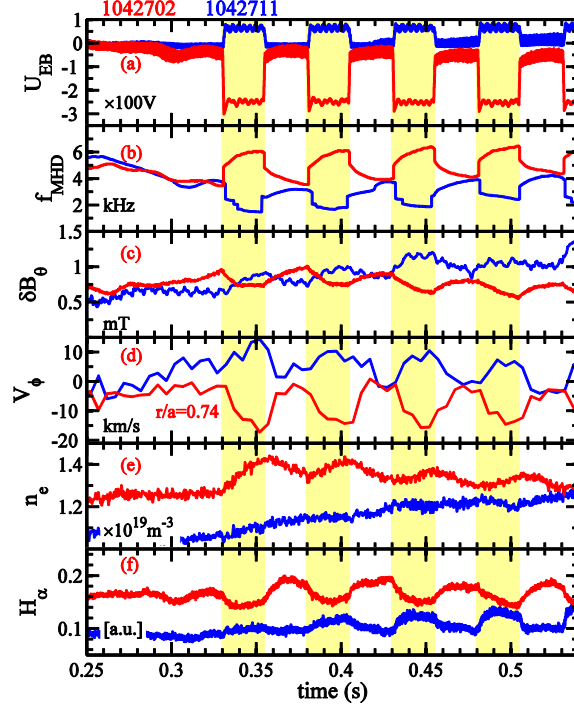 1042702 1042711
1
0
-1
-2
-3
U_EB
(a)
×100V
6
4
2
f_MHD
(b)
kHz
1.5
1
0.5
δB_θ
(c)
mT
10
0
-10
-20
V_ϕ
(d)
r/a=0.74
km/s
1.4
1.2
n_e
(e)
×10^19 m^-3
0.2
0.1
H_α
(f)
[a.u.]
0.25 0.3 0.35 0.4 0.45 0.5
time (s)